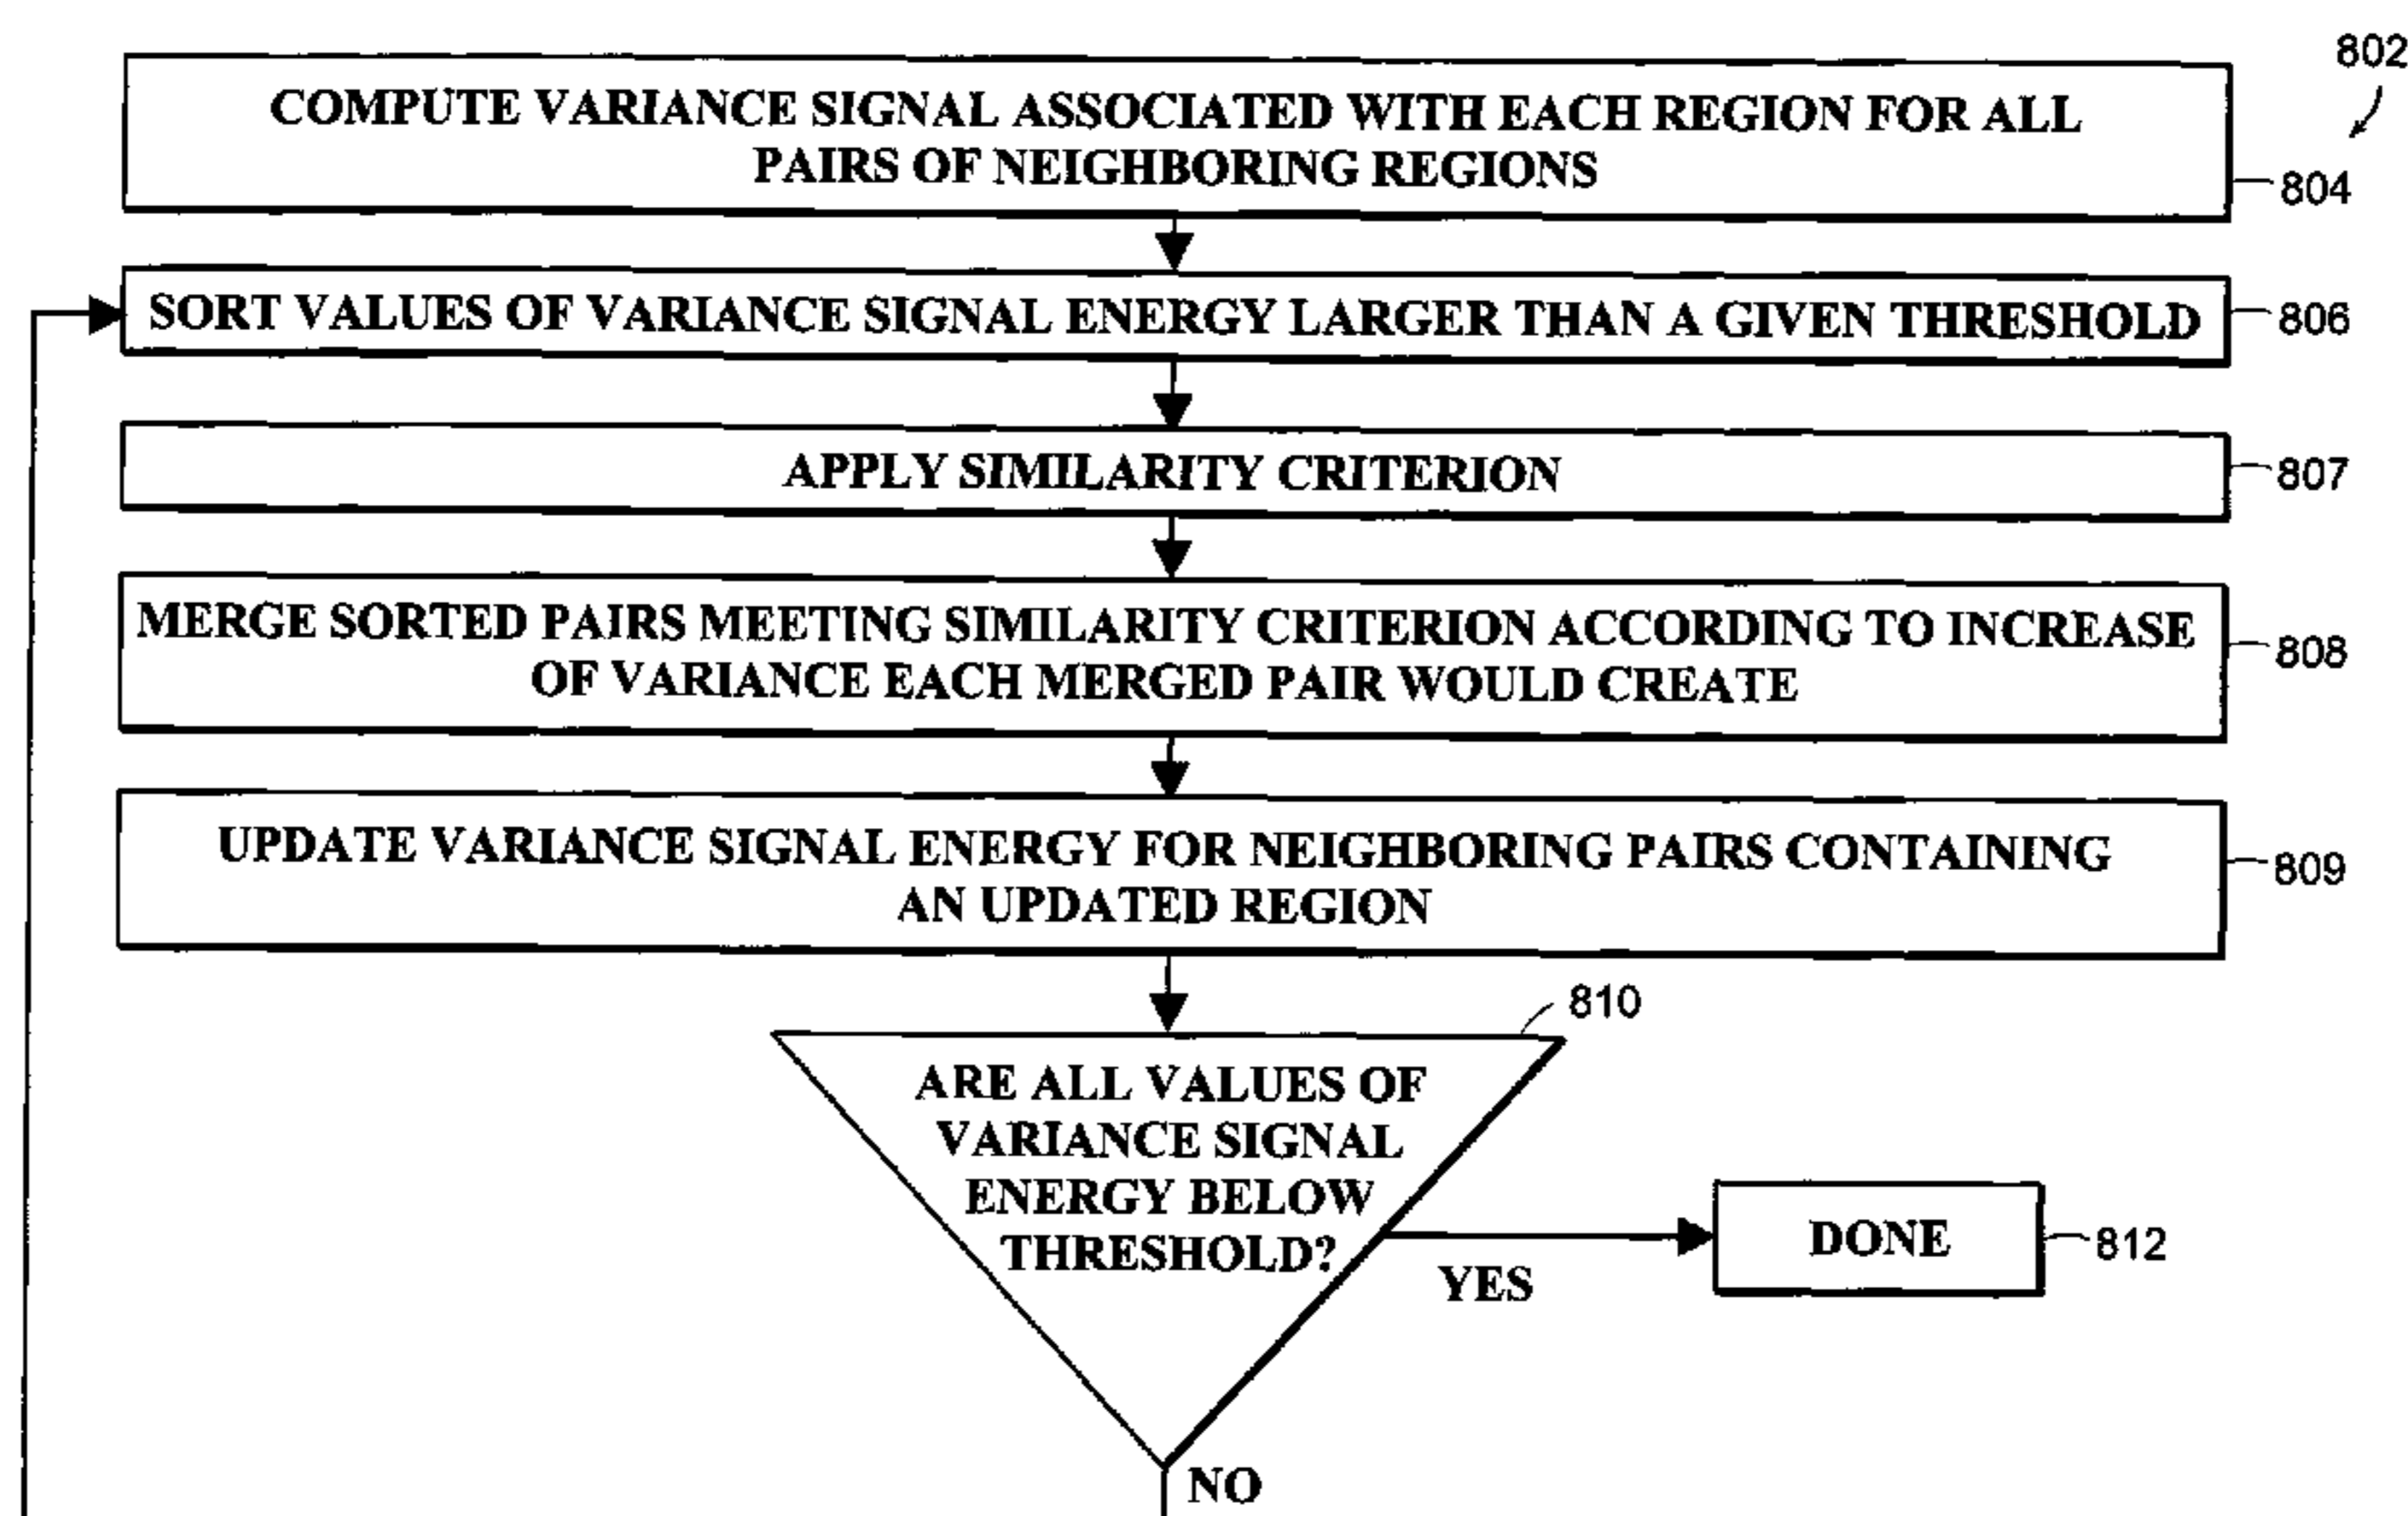 802
COMPUTE VARIANCE SIGNAL ASSOCIATED WITH EACH REGION FOR ALL
PAIRS OF NEIGHBORING REGIONS
804
SORT VALUES OF VARIANCE SIGNAL ENERGY LARGER THAN A GIVEN THRESHOLD
806
APPLY SIMILARITY CRITERION
807
MERGE SORTED PAIRS MEETING SIMILARITY CRITERION ACCORDING TO INCREASE
OF VARIANCE EACH MERGED PAIR WOULD CREATE
808
UPDATE VARIANCE SIGNAL ENERGY FOR NEIGHBORING PAIRS CONTAINING
AN UPDATED REGION
809
810
ARE ALL VALUES OF
VARIANCE SIGNAL
ENERGY BELOW
THRESHOLD?
YES
DONE
812
NO